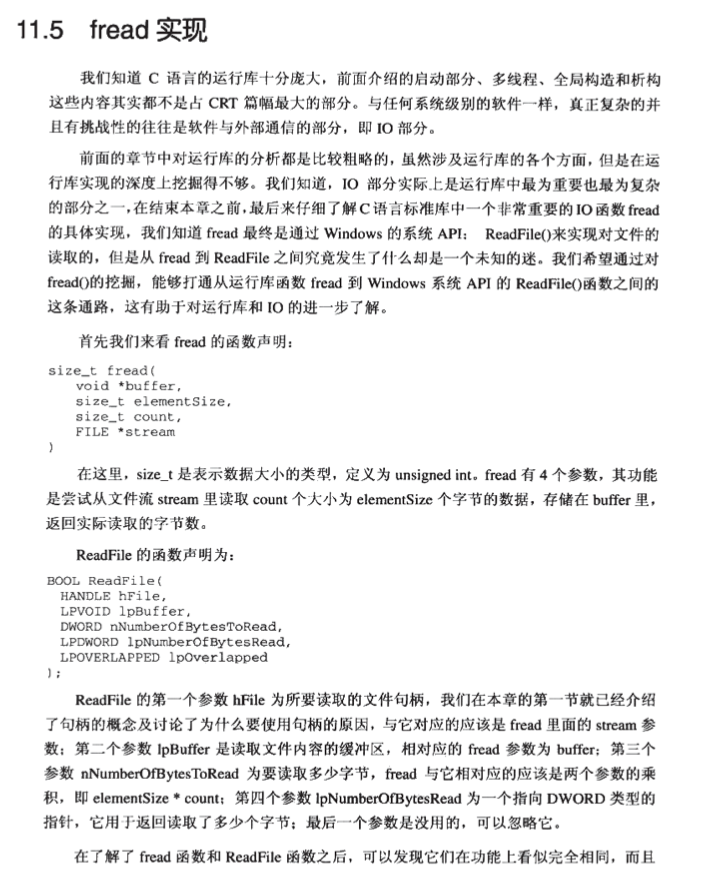 11.5 fread 实现
我们知道 C 语言的运行库十分庞大，前面介绍的启动部分、多线程、全局构造和析构
这些内容其实都不是占 CRT 篇幅最大的部分。与任何系统级别的软件一样，真正复杂的并
且有挑战性的往往是软件与外部通信的部分，即 IO 部分。
前面的章节中对运行库的分析都是比较粗略的，虽然涉及运行库的各个方面，但是在运
行库实现的深度上挖掘得不够。我们知道，IO 部分实际上是运行库中最为重要也最为复杂
的部分之一，在结束本章之前，最后来仔细了解 C 语言标准库中一个非常重要的 IO 函数 fread
的具体实现，我们知道 fread 最终是通过 Windows 的系统 API： ReadFile()来实现对文件的
读取的，但是从 fread 到 ReadFile 之间究竟发生了什么却是一个未知的迷。我们希望通过对
fread()的挖掘，能够打通从运行库函数 fread 到 Windows 系统 API 的 ReadFile()函数之间的
这条通路，这有助于对运行库和 IO 的进一步了解。
首先我们来看 fread 的函数声明：
size_t fread(
void *buffer,
size_t elementSize,
size_t count,
FILE *stream
)
在这里，size_t 是表示数据大小的类型，定义为 unsigned int。fread 有 4 个参数，其功能
是尝试从文件流 stream 里读取 count 个大小为 elementSize 个字节的数据，存储在 buffer 里，
返回实际读取的字节数。
ReadFile 的函数声明为：
BOOL ReadFile(
HANDLE hFile,
LPVOID lpBuffer,
DWORD nNumberOfBytesToRead,
LPDWORD lpNumberOfBytesRead,
LPOVERLAPPED lpOverlapped
);
ReadFile 的第一个参数 hFile 为所要读取的文件句柄，我们在本章的第一节就已经介绍
了句柄的概念及讨论了为什么要使用句柄的原因，与它对应的应该是 fread 里面的 stream 参
数；第二个参数 lpBuffer 是读取文件内容的缓冲区，相对应的 fread 参数为 buffer；第三个
参数 nNumberOfBytesToRead 为要读取多少字节，fread 与它相对应的应该是两个参数的乘
积，即 elementSize * count；第四个参数 lpNumberOfBytesRead 为一个指向 DWORD 类型的
指针，它用于返回读取了多少个字节；最后一个参数是没用的，可以忽略它。
在了解了 fread 函数和 ReadFile 函数之后，可以发现它们在功能上看似完全相同，而且